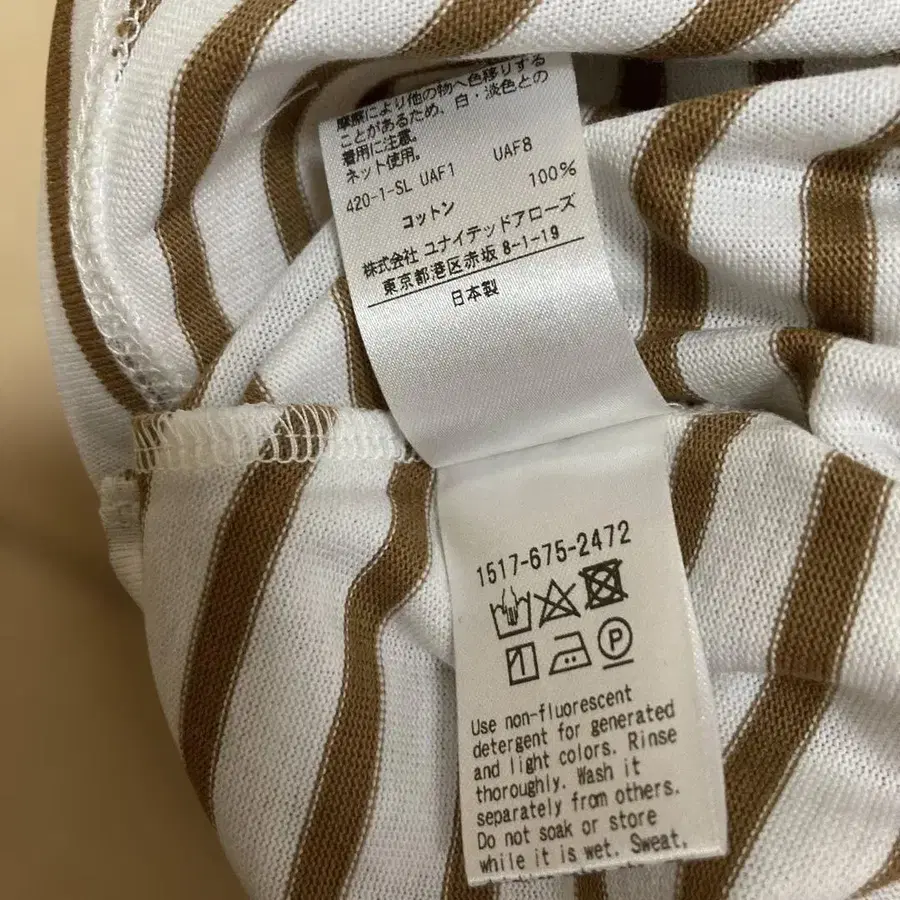 摩擦により他の物へ色移りする
ことがあるため、白・淡色との
着用に注意。
ネット使用。
420-1-SL UAF1 UAF8
コットン 100%
株式会社 ユナイテッドアローズ
東京都港区赤坂 8-1-19
日本製
1517-675-2472
P
Use non-fluorescent
detergent for generated
and light colors. Rinse
thoroughly. Wash it
separately from others.
Do not soak or store
while it is wet. Sweat,